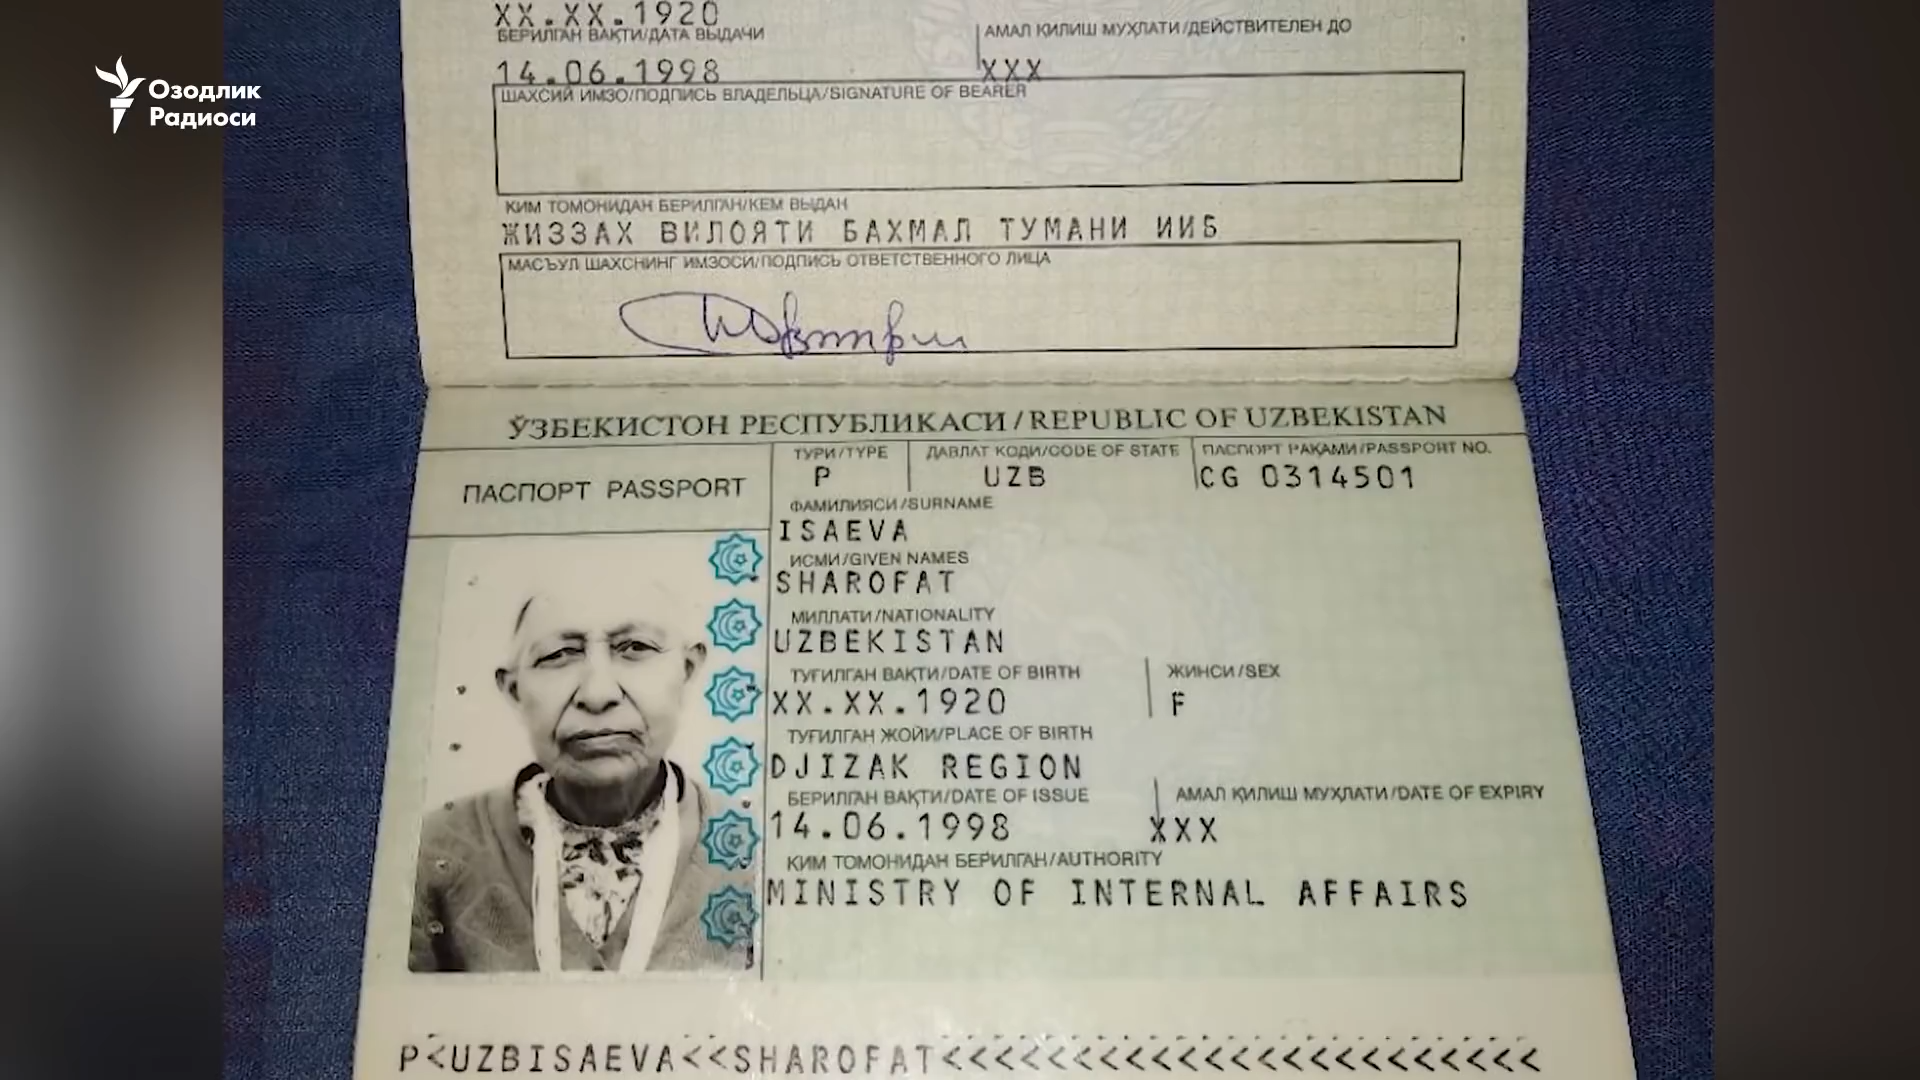 Озодлик
Радиоси
XX.XX.1920
БЕРИЛГАН ВАҚТИ/ДАТА ВЫДАЧИ
АМАЛ ҚИЛИШ МУҲЛАТИ/ДЕЙСТВИТЕЛЕН ДО
14.06.1998
XXX
ШАХСИЙ ИМЗО/ПОДПИСЬ ВЛАДЕЛЬЦА/SIGNATURE OF BEARER
КИМ ТОМОНИДАН БЕРИЛГАН/КЕМ ВЫДАН
ЖИЗЗАХ ВИЛОЯТИ БАХМАЛ ТУМАНИ ИИБ
МАСЪУЛ ШАХСНИНГ ИМЗОСИ/ПОДПИСЬ ОТВЕТСТВЕННОГО ЛИЦА
ЎЗБЕКИСТОН РЕСПУБЛИКАСИ / REPUBLIC OF UZBEKISTAN
ПАСПОРТ PASSPORT
ТУРИ/TYPE
ДАВЛАТ КОДИ/CODE OF STATE
ПАСПОРТ РАҚАМИ/PASSPORT NO.
P
UZB
CG 0314501
ФАМИЛИЯСИ/SURNAME
ISAEVA
ИСМИ/GIVEN NAMES
SHAROFAT
МИЛЛАТИ/NATIONALITY
UZBEKISTAN
ТУҒИЛГАН ВАҚТИ/DATE OF BIRTH
ЖИНСИ/SEX
XX.XX.1920
F
ТУҒИЛГАН ЖОЙИ/PLACE OF BIRTH
DJIZAK REGION
БЕРИЛГАН ВАҚТИ/DATE OF ISSUE
АМАЛ ҚИЛИШ МУҲЛАТИ/DATE OF EXPIRY
14.06.1998
XXX
КИМ ТОМОНИДАН БЕРИЛГАН/AUTHORITY
MINISTRY OF INTERNAL AFFAIRS
P<UZBISAEVA<<SHAROFAT<<<<<<<<<<<<<<<<<<<<<<<